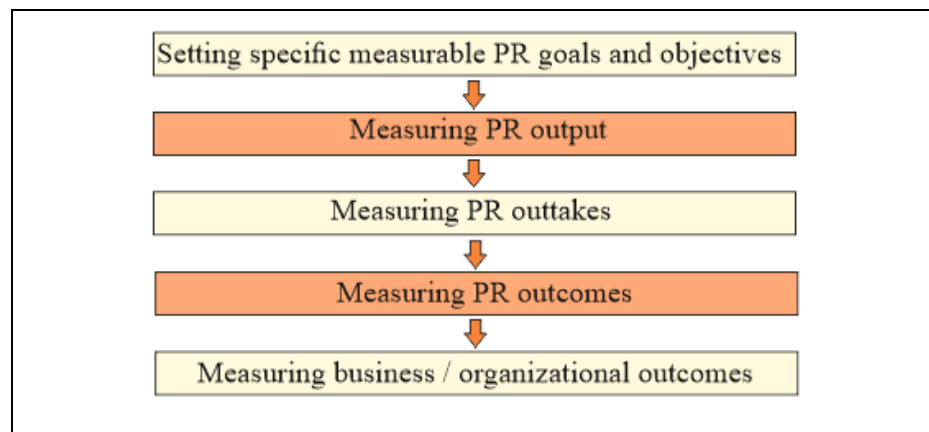 Setting specific measurable PR goals and objectives
Measuring PR output
Measuring PR outtakes
Measuring PR outcomes
Measuring business / organizational outcomes